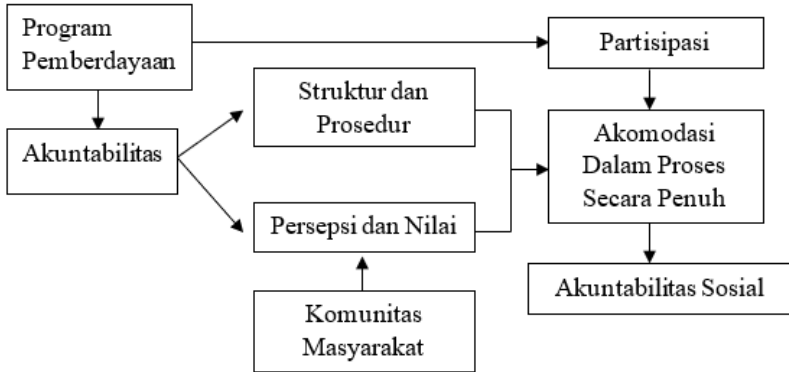 Program
Pemberdayaan
Partisipasi
Struktur dan
Prosedur
Akuntabilitas
Akomodasi
Dalam Proses
Secara Penuh
Persepsi dan Nilai
Akuntabilitas Sosial
Komunitas
Masyarakat